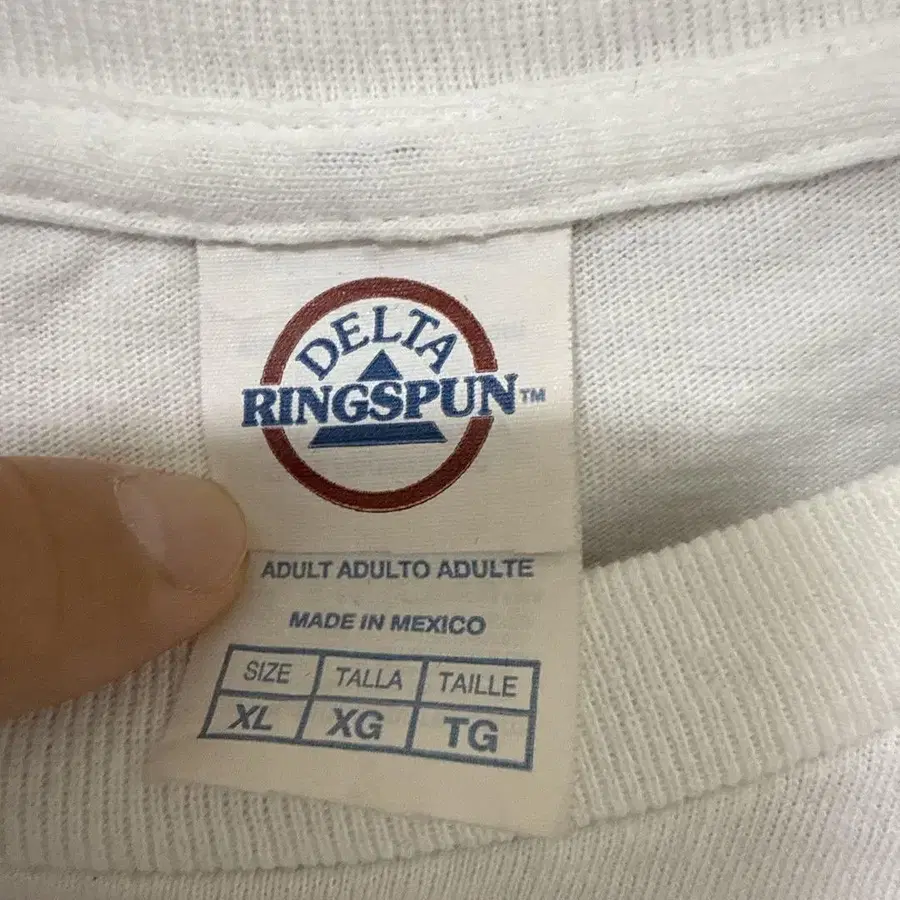 DELTA
RINGSPUN™
ADULT ADULTO ADULTE
MADE IN MEXICO
SIZE TALLA TAILLE
XL XG TG